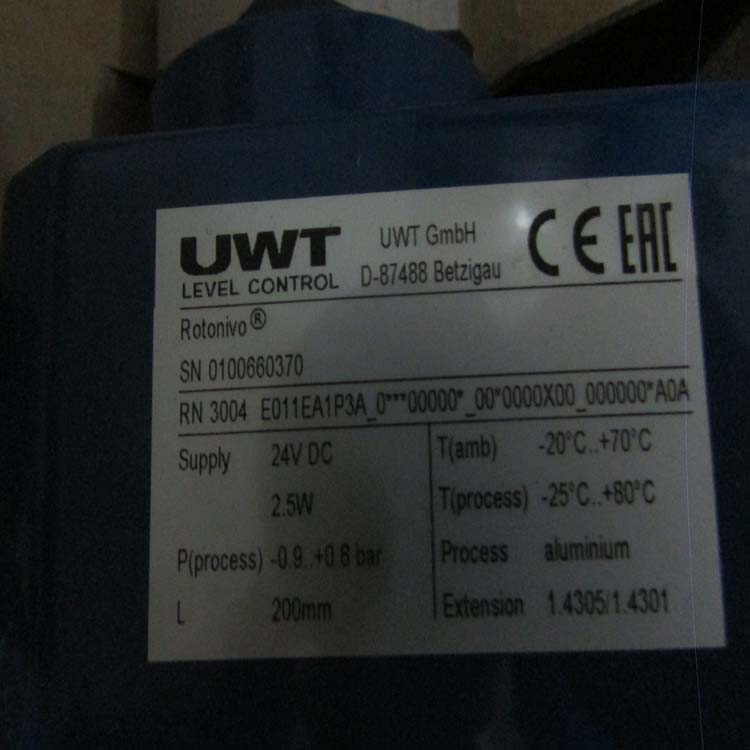 UWT
LEVEL CONTROL
UWT GmbH
D-87488 Betzigau
CE EAC
Rotonivo®
SN 0100660370
RN 3004 E011EA1P3A_0***00000*_00*0000X00_000000*A0A
Supply 24V DC
2.5W
P(process) -0.9..+0.8 bar
L 200mm
T(amb) -20°C..+70°C
T(process) -25°C..+80°C
Process aluminium
Extension 1.4305/1.4301